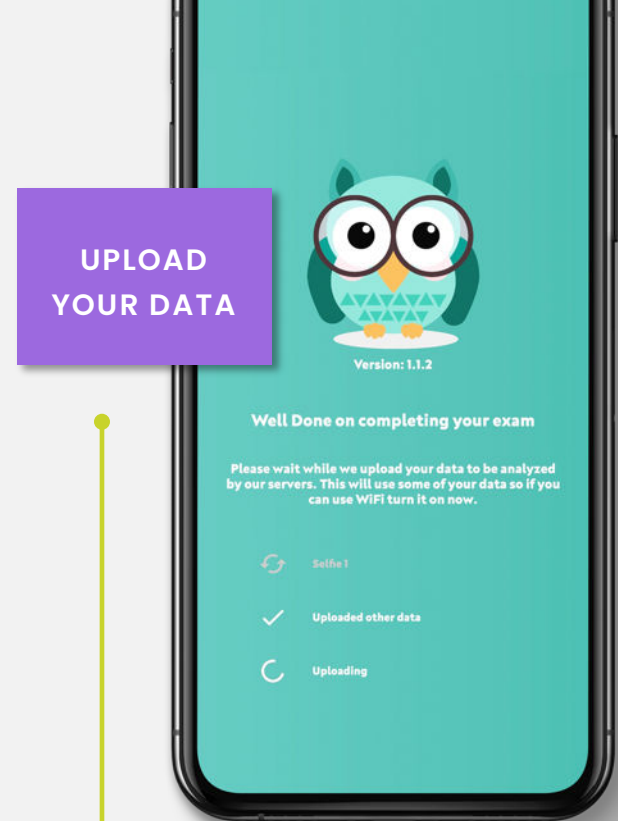 UPLOAD
YOUR DATA
Version: 1.1.2
Well Done on completing your exam
Please wait while we upload your data to be analyzed
by our servers. This will use some of your data so if you
can use WiFi turn it on now.
Selfie 1
Uploaded other data
Uploading